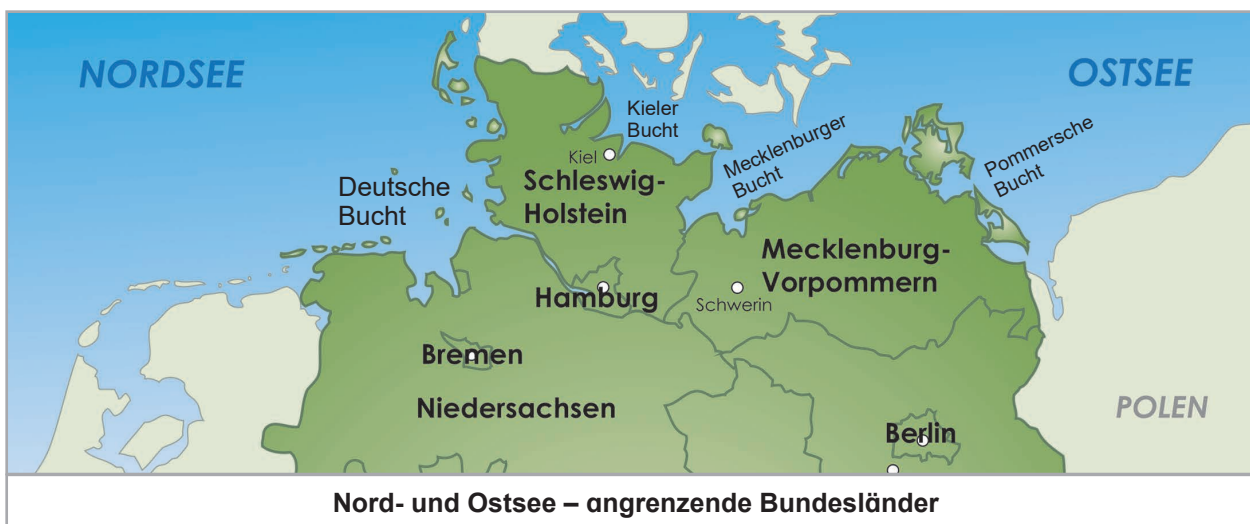 NORDSEE
OSTSEE
Kieler
Bucht
Mecklenburger
Bucht
Pommersche
Bucht
Kiel
Deutsche
Bucht
Schleswig-
Holstein
Mecklenburg-
Vorpommern
Hamburg
Schwerin
Bremen
Niedersachsen
POLEN
Berlin
Nord- und Ostsee – angrenzende Bundesländer